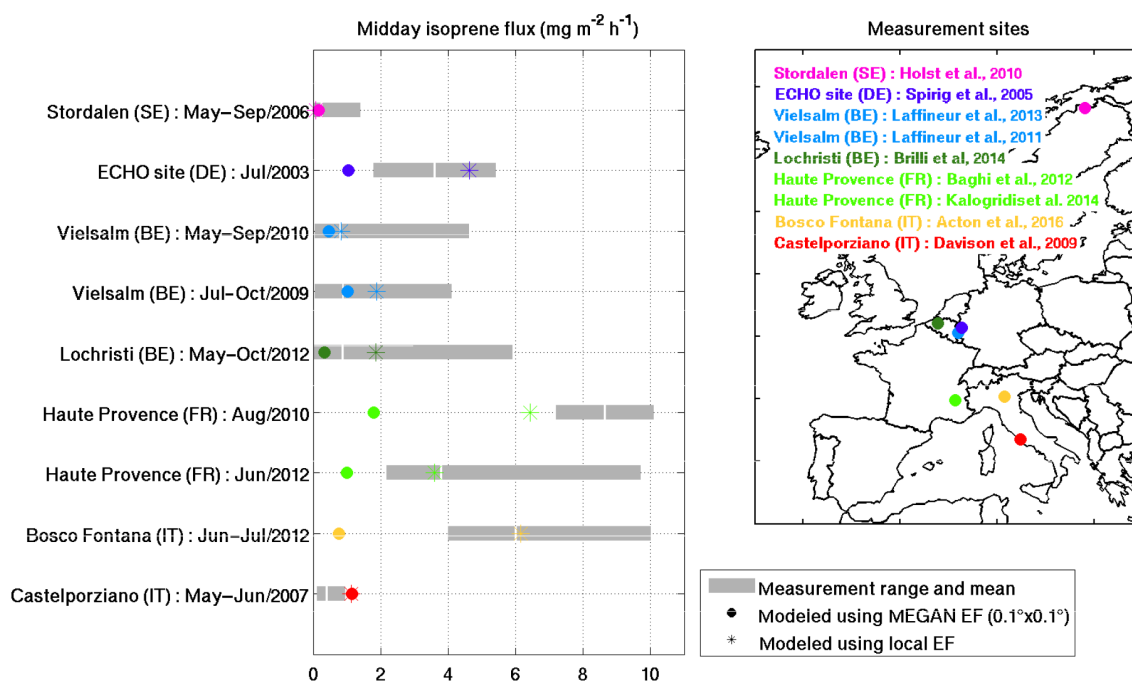 Midday isoprene flux (mg m⁻² h⁻¹)
Stordalen (SE) : May−Sep/2006
ECHO site (DE) : Jul/2003
Vielsalm (BE) : May−Sep/2010
Vielsalm (BE) : Jul−Oct/2009
Lochristi (BE) : May−Oct/2012
Haute Provence (FR) : Aug/2010
Haute Provence (FR) : Jun/2012
Bosco Fontana (IT) : Jun−Jul/2012
Castelporziano (IT) : May−Jun/2007
0 2 4 6 8 10
Measurement sites
Stordalen (SE) : Holst et al., 2010
ECHO site (DE) : Spirig et al., 2005
Vielsalm (BE) : Laffineur et al., 2013
Vielsalm (BE) : Laffineur et al., 2011
Lochristi (BE) : Brilli et al., 2014
Haute Provence (FR) : Baghi et al., 2012
Haute Provence (FR) : Kalogridiset al. 2014
Bosco Fontana (IT) : Acton et al., 2016
Castelporziano (IT) : Davison et al., 2009
Measurement range and mean
Modeled using MEGAN EF (0.1°x0.1°)
Modeled using local EF